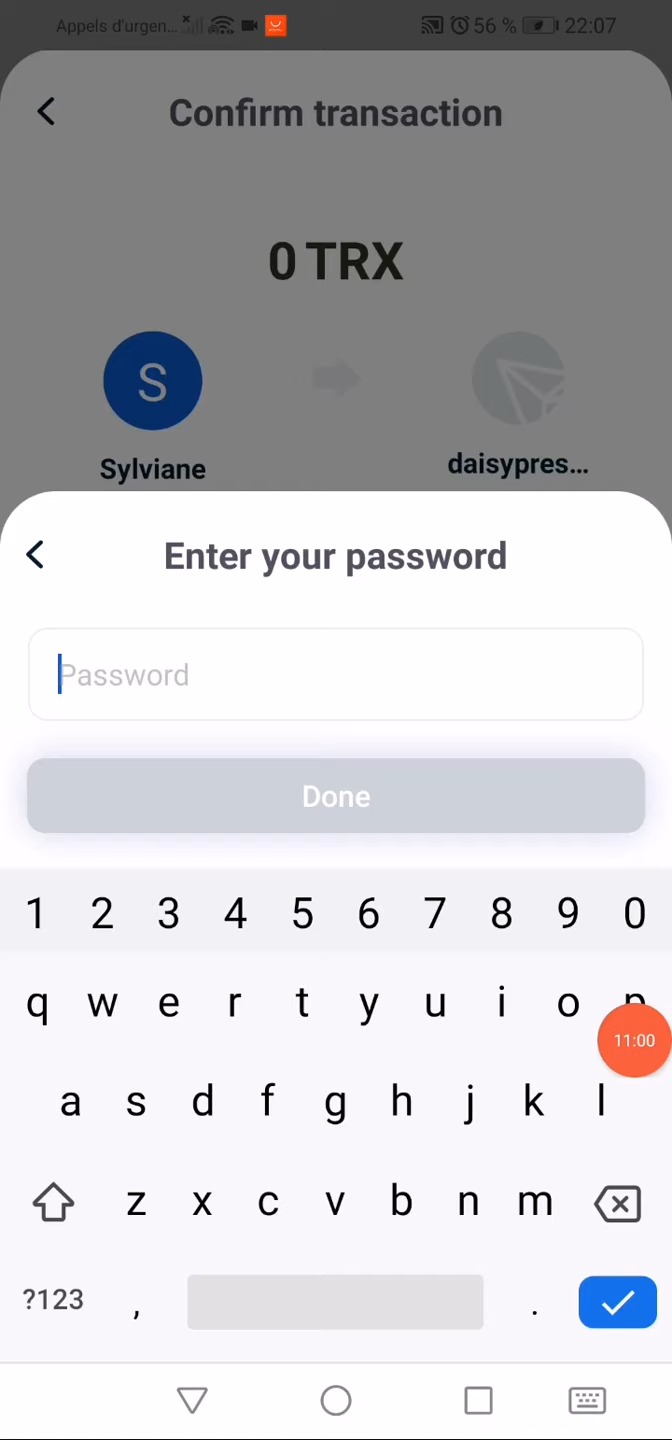 Appels d'urgen... 56 % 22:07
Confirm transaction
0 TRX
S
Sylviane daisypres...
Enter your password
Password
Done
1 2 3 4 5 6 7 8 9 0
q w e r t y u i o p
11:00
a s d f g h j k l
z x c v b n m
?123 , .